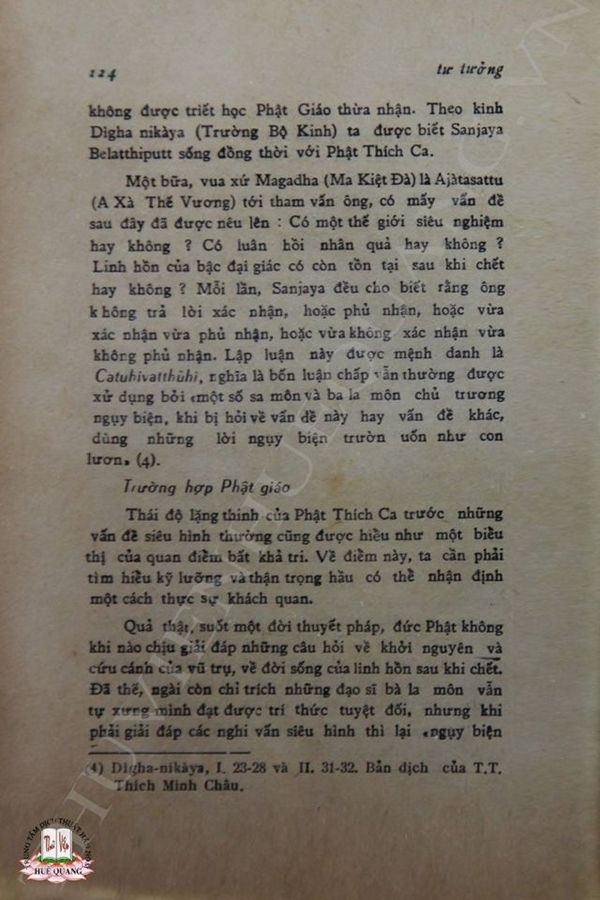 124 tư tưởng
không được triết học Phật Giáo thừa nhận. Theo kinh
Digha nikàya (Trường Bộ Kinh) ta được biết Sanjaya
Belatthiputt sống đồng thời với Phật Thích Ca.
Một bữa, vua xứ Magadha (Ma Kiệt Đà) là Ajàtasattu
(A Xà Thế Vương) tới tham vấn ông, có mấy vấn đề
sau đây đã được nêu lên : Có một thế giới siêu nghiệm
hay không ? Có luân hồi nhân quả hay không ?
Linh hồn của bậc đại giác có còn tồn tại sau khi chết
hay không ? Mỗi lần, Sanjaya đều cho biết rằng ông
không trả lời xác nhận, hoặc phủ nhận, hoặc vừa
xác nhận vừa phủ nhận, hoặc vừa không xác nhận vừa
không phủ nhận. Lập luận này được mệnh danh là
Catuhivatthùhi, nghĩa là bốn luận chấp vẫn thường được
xử dụng bởi «một số sa môn và ba la môn chủ trương
ngụy biện, khi bị hỏi về vấn đề này hay vấn đề khác,
dùng những lời ngụy biện trườn uốn như con
lươn» (4).
Trường hợp Phật giáo
Thái độ lặng thinh của Phật Thích Ca trước những
vấn đề siêu hình thường cũng được hiểu như một biểu
thị của quan điểm bất khả tri. Về điểm này, ta cần phải
tìm hiểu kỹ lưỡng và thận trọng hầu có thể nhận định
một cách thực sự khách quan.
Quả thật, suốt một đời thuyết pháp, đức Phật không
khi nào chịu giải đáp những câu hỏi về khởi nguyên và
cứu cánh của vũ trụ, về đời sống của linh hồn sau khi chết.
Đã thế, ngài còn chỉ trích những đạo sĩ bà la môn vẫn
tự xưng mình đạt được trí thức tuyệt đối, nhưng khi
phải giải đáp các nghi vấn siêu hình thì lại «ngụy biện
(4) Digha-nikàya, I. 23-28 và II. 31-32. Bản dịch của T.T.
Thích Minh Châu.
TRUNG TÂM DỊCH THUẬT HÁN NÔM
Thư Viện
HUỆ QUANG